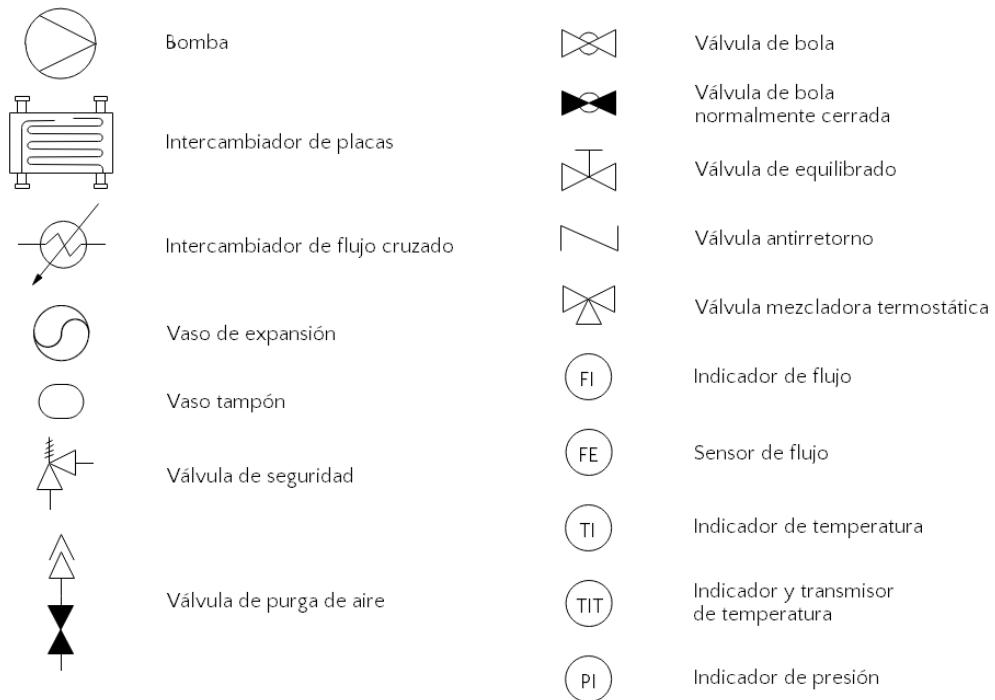 Bomba
Intercambiador de placas
Intercambiador de flujo cruzado
Vaso de expansión
Vaso tampón
Válvula de seguridad
Válvula de purga de aire
Válvula de bola
Válvula de bola
normalmente cerrada
Válvula de equilibrado
Válvula antirretorno
Válvula mezcladora termostática
FI
Indicador de flujo
FE
Sensor de flujo
TI
Indicador de temperatura
TIT
Indicador y transmisor
de temperatura
PI
Indicador de presión